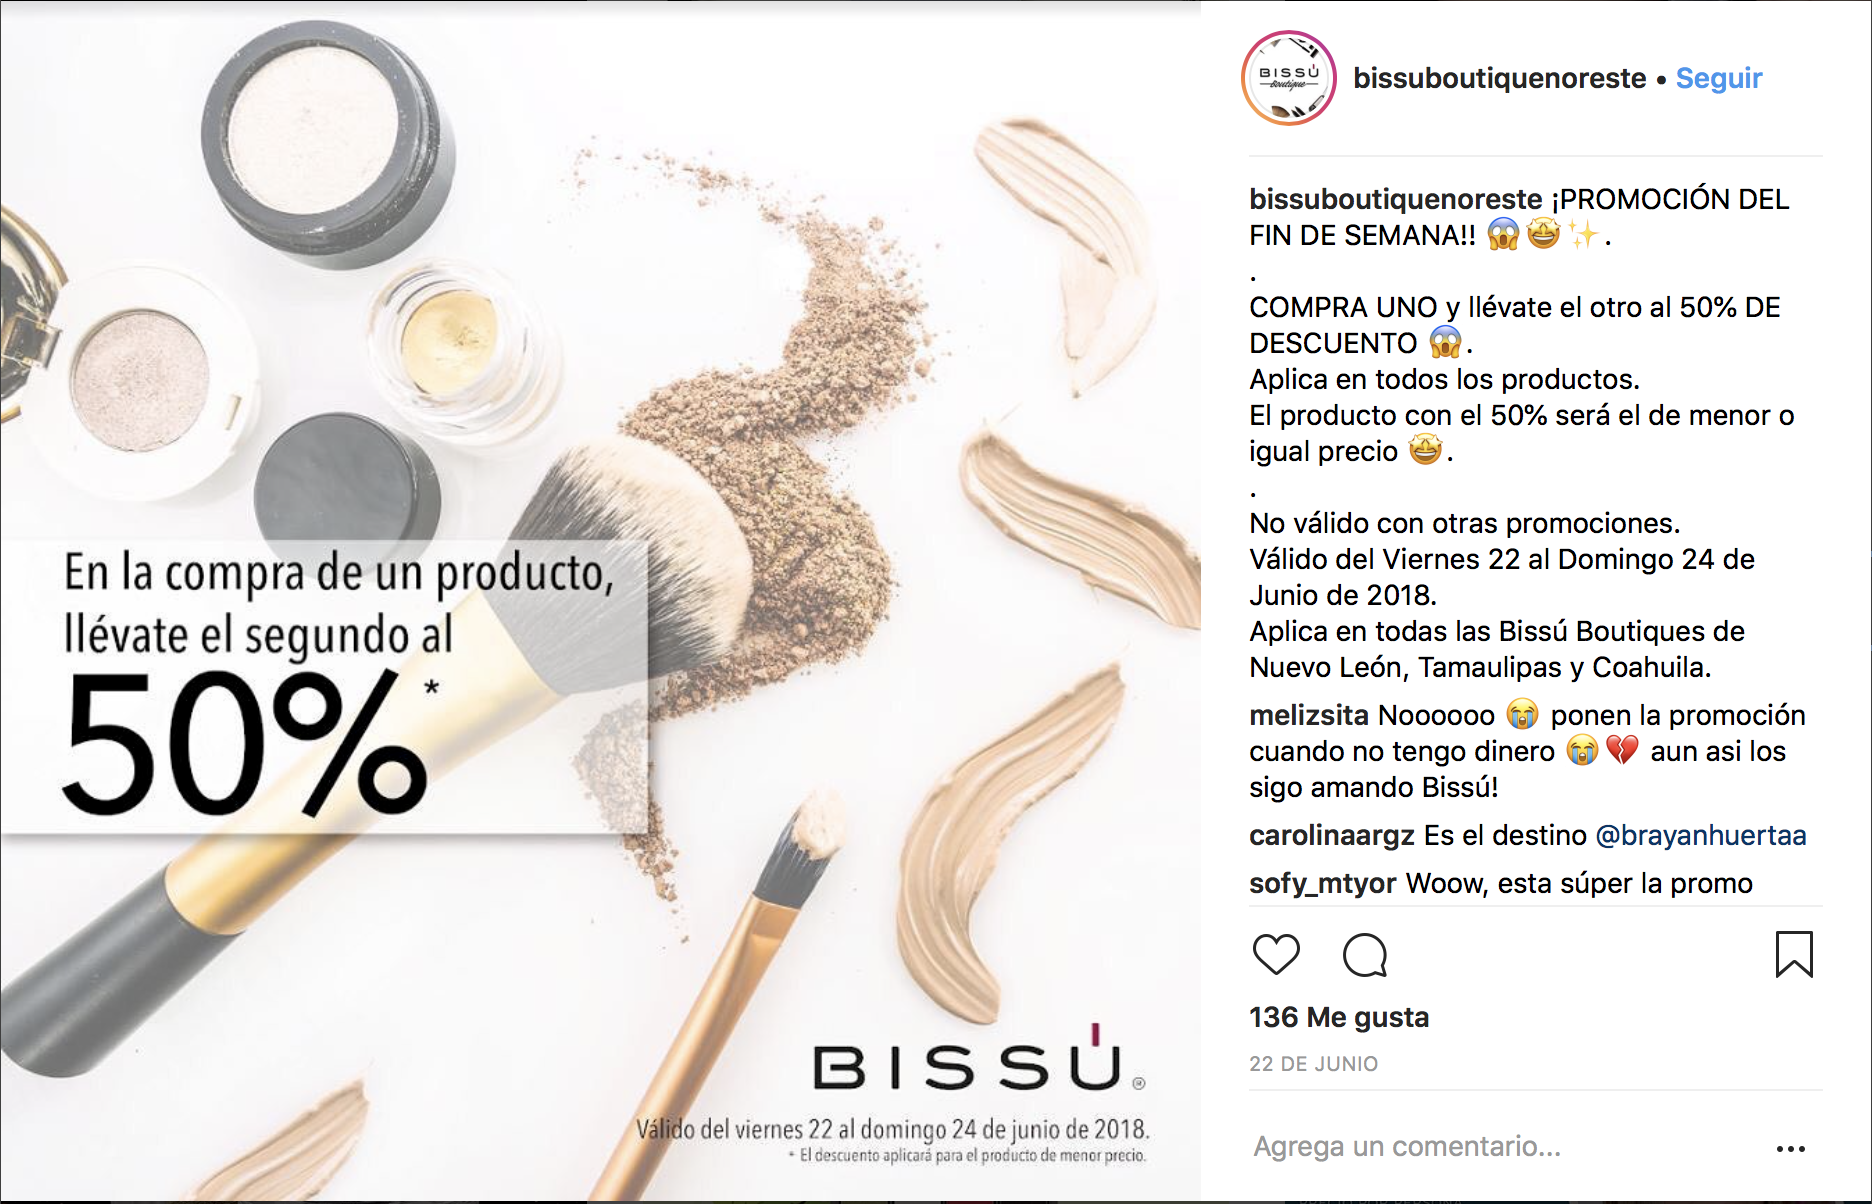 En la compra de un producto,
llévate el segundo al
50%*
BISSÚ®
Válido del viernes 22 al domingo 24 de junio de 2018.
* El descuento aplicará para el producto de menor precio.
BISSÚ
Boutique
bissuboutiquenoreste • Seguir
bissuboutiquenoreste ¡PROMOCIÓN DEL
FIN DE SEMANA!! 😱🤩✨.
.
COMPRA UNO y llévate el otro al 50% DE
DESCUENTO 😱.
Aplica en todos los productos.
El producto con el 50% será el de menor o
igual precio 🤩.
.
No válido con otras promociones.
Válido del Viernes 22 al Domingo 24 de
Junio de 2018.
Aplica en todas las Bissú Boutiques de
Nuevo León, Tamaulipas y Coahuila.
melizsita Noooooo 😭 ponen la promoción
cuando no tengo dinero 😭💔 aun asi los
sigo amando Bissú!
carolinaargz Es el destino @brayanhuertaa
sofy_mtyor Woow, esta súper la promo
136 Me gusta
22 DE JUNIO
Agrega un comentario...